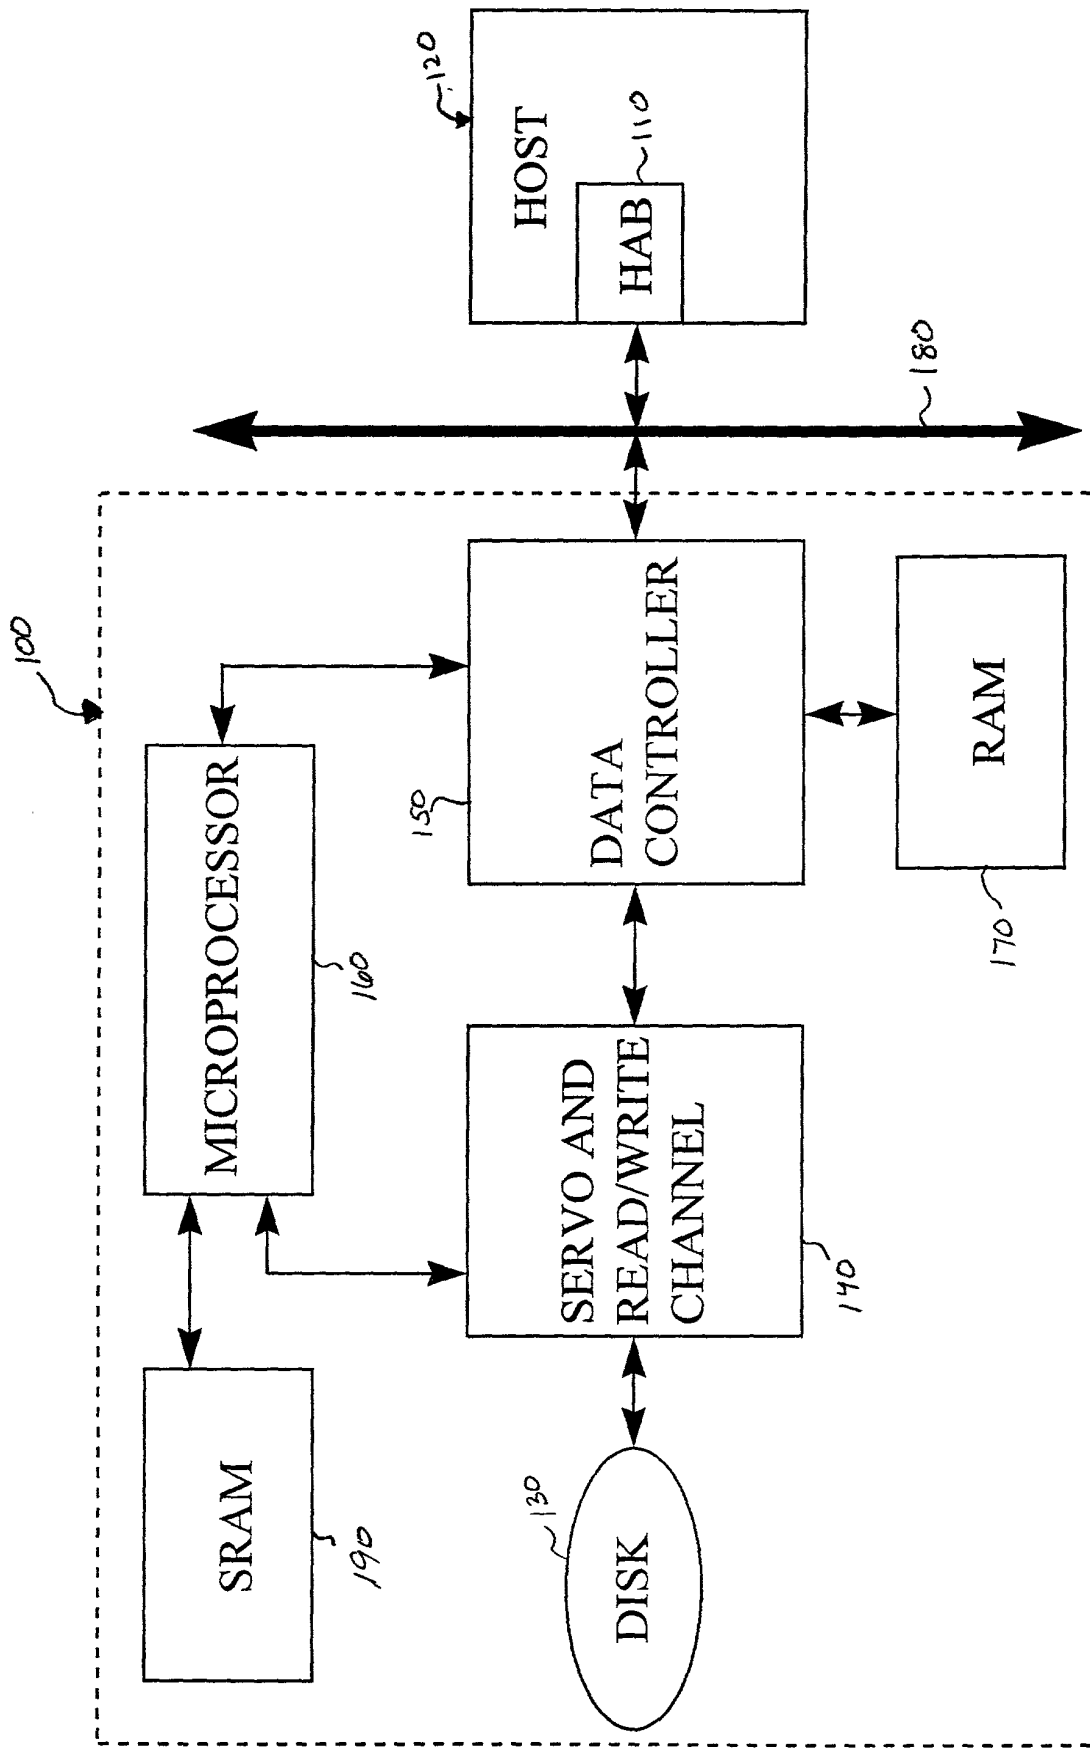 100
SRAM
190
MICROPROCESSOR
160
DISK
130
SERVO AND
READ/WRITE
CHANNEL
140
DATA
CONTROLLER
150
RAM
170
180
HOST
120
HAB
110